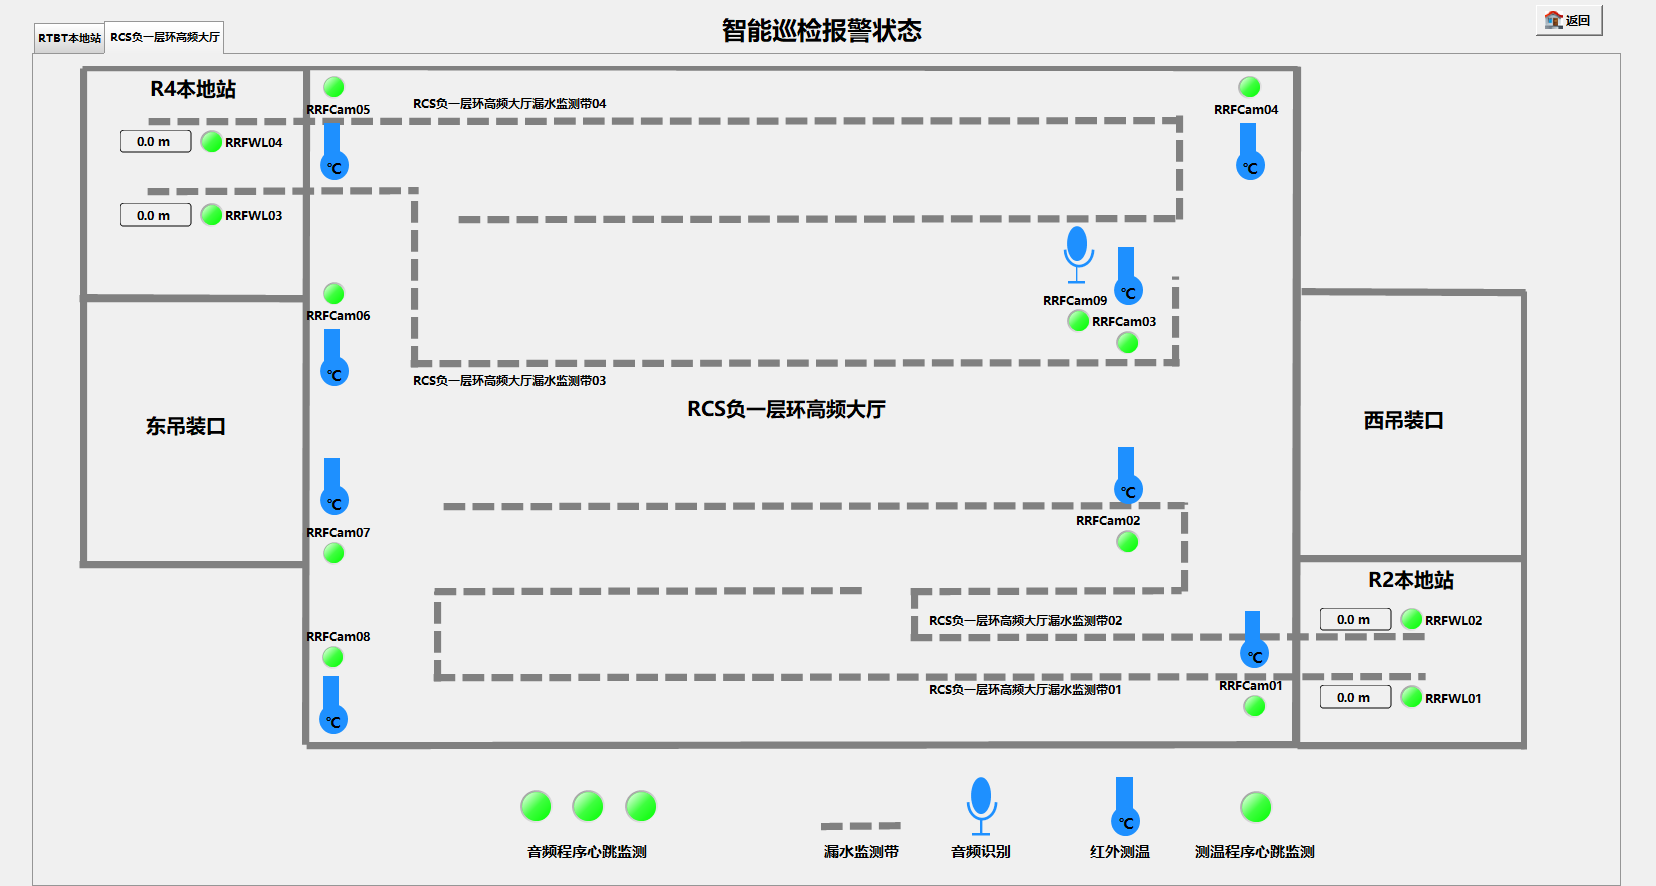 智能巡检报警状态
返回
RTBT本地站
RCS负一层环高频大厅
R4本地站
RRFCam05
RCS负一层环高频大厅漏水监测带04
RRFCam04
0.0 m
RRFWL04
℃
℃
0.0 m
RRFWL03
RRFCam09
℃
RRFCam06
RRFCam03
℃
RCS负一层环高频大厅漏水监测带03
RCS负一层环高频大厅
东吊装口
西吊装口
℃
℃
RRFCam07
RRFCam02
R2本地站
RCS负一层环高频大厅漏水监测带02
0.0 m
RRFWL02
RRFCam08
℃
RCS负一层环高频大厅漏水监测带01
RRFCam01
0.0 m
RRFWL01
℃
℃
音频程序心跳监测
漏水监测带
音频识别
红外测温
测温程序心跳监测